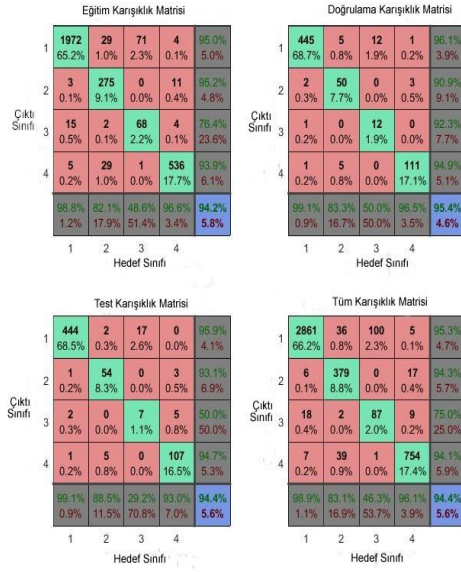 Eğitim Karışıklık Matrisi
1 1972 29 71 4 95.0%
65.2% 1.0% 2.3% 0.1% 5.0%
2 3 275 0 11 95.2%
0.1% 9.1% 0.0% 0.4% 4.8%
3 15 2 68 4 76.4%
0.5% 0.1% 2.2% 0.1% 23.6%
4 5 29 1 536 93.9%
0.2% 1.0% 0.0% 17.7% 6.1%
98.8% 82.1% 48.6% 96.6% 94.2%
1.2% 17.9% 51.4% 3.4% 5.8%
1 2 3 4
Çıktı
Sınıfı
Hedef Sınıfı
Doğrulama Karışıklık Matrisi
1 445 5 12 1 96.1%
68.7% 0.8% 1.9% 0.2% 3.9%
2 2 50 0 3 90.9%
0.3% 7.7% 0.0% 0.5% 9.1%
3 1 0 12 0 92.3%
0.2% 0.0% 1.9% 0.0% 7.7%
4 1 5 0 111 94.9%
0.2% 0.8% 0.0% 17.1% 5.1%
99.1% 83.3% 50.0% 96.5% 95.4%
0.9% 16.7% 50.0% 3.5% 4.6%
1 2 3 4
Çıktı
Sınıfı
Hedef Sınıfı
Test Karışıklık Matrisi
1 444 2 17 0 95.9%
68.5% 0.3% 2.6% 0.0% 4.1%
2 1 54 0 3 93.1%
0.2% 8.3% 0.0% 0.5% 6.9%
3 2 0 7 5 50.0%
0.3% 0.0% 1.1% 0.8% 50.0%
4 1 5 0 107 94.7%
0.2% 0.8% 0.0% 16.5% 5.3%
99.1% 88.5% 29.2% 93.0% 94.4%
0.9% 11.5% 70.8% 7.0% 5.6%
1 2 3 4
Çıktı
Sınıfı
Hedef Sınıfı
Tüm Karışıklık Matrisi
1 2861 36 100 5 95.3%
66.2% 0.8% 2.3% 0.1% 4.7%
2 6 379 0 17 94.3%
0.1% 8.8% 0.0% 0.4% 5.7%
3 18 2 87 9 75.0%
0.4% 0.0% 2.0% 0.2% 25.0%
4 7 39 1 754 94.1%
0.2% 0.9% 0.0% 17.4% 5.9%
98.9% 83.1% 46.3% 96.1% 94.4%
1.1% 16.9% 53.7% 3.9% 5.6%
1 2 3 4
Çıktı
Sınıfı
Hedef Sınıfı